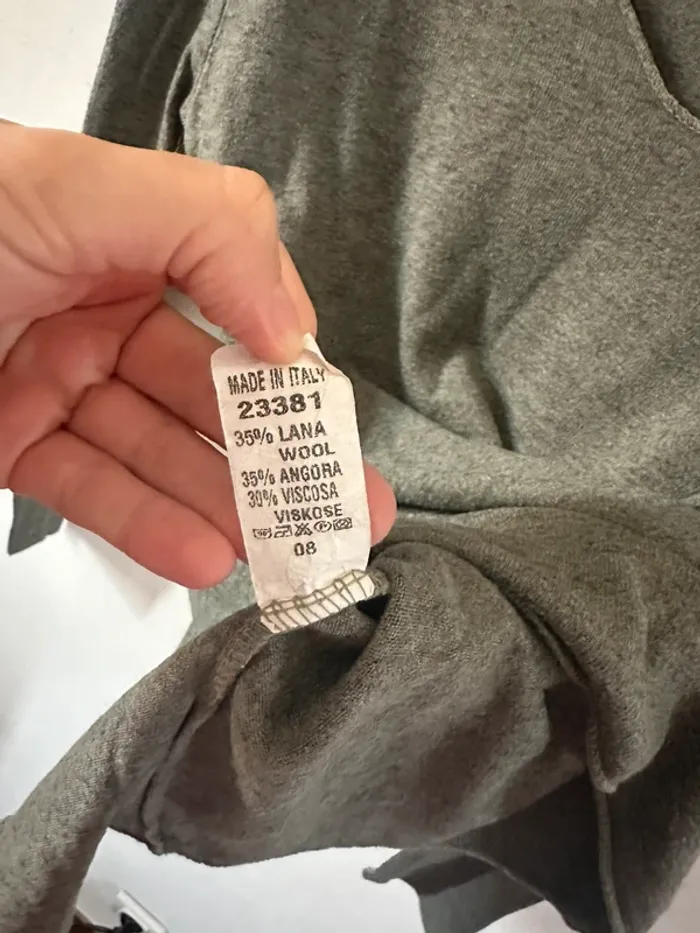 MADE IN ITALY
23381
35% LANA
WOOL
35% ANGORA
30% VISCOSA
VISKOSE
08